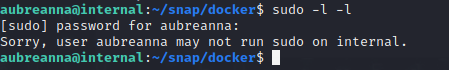 aubreanna@internal:~/snap/docker$ sudo -l -l
[sudo] password for aubreanna:
Sorry, user aubreanna may not run sudo on internal.
aubreanna@internal:~/snap/docker$